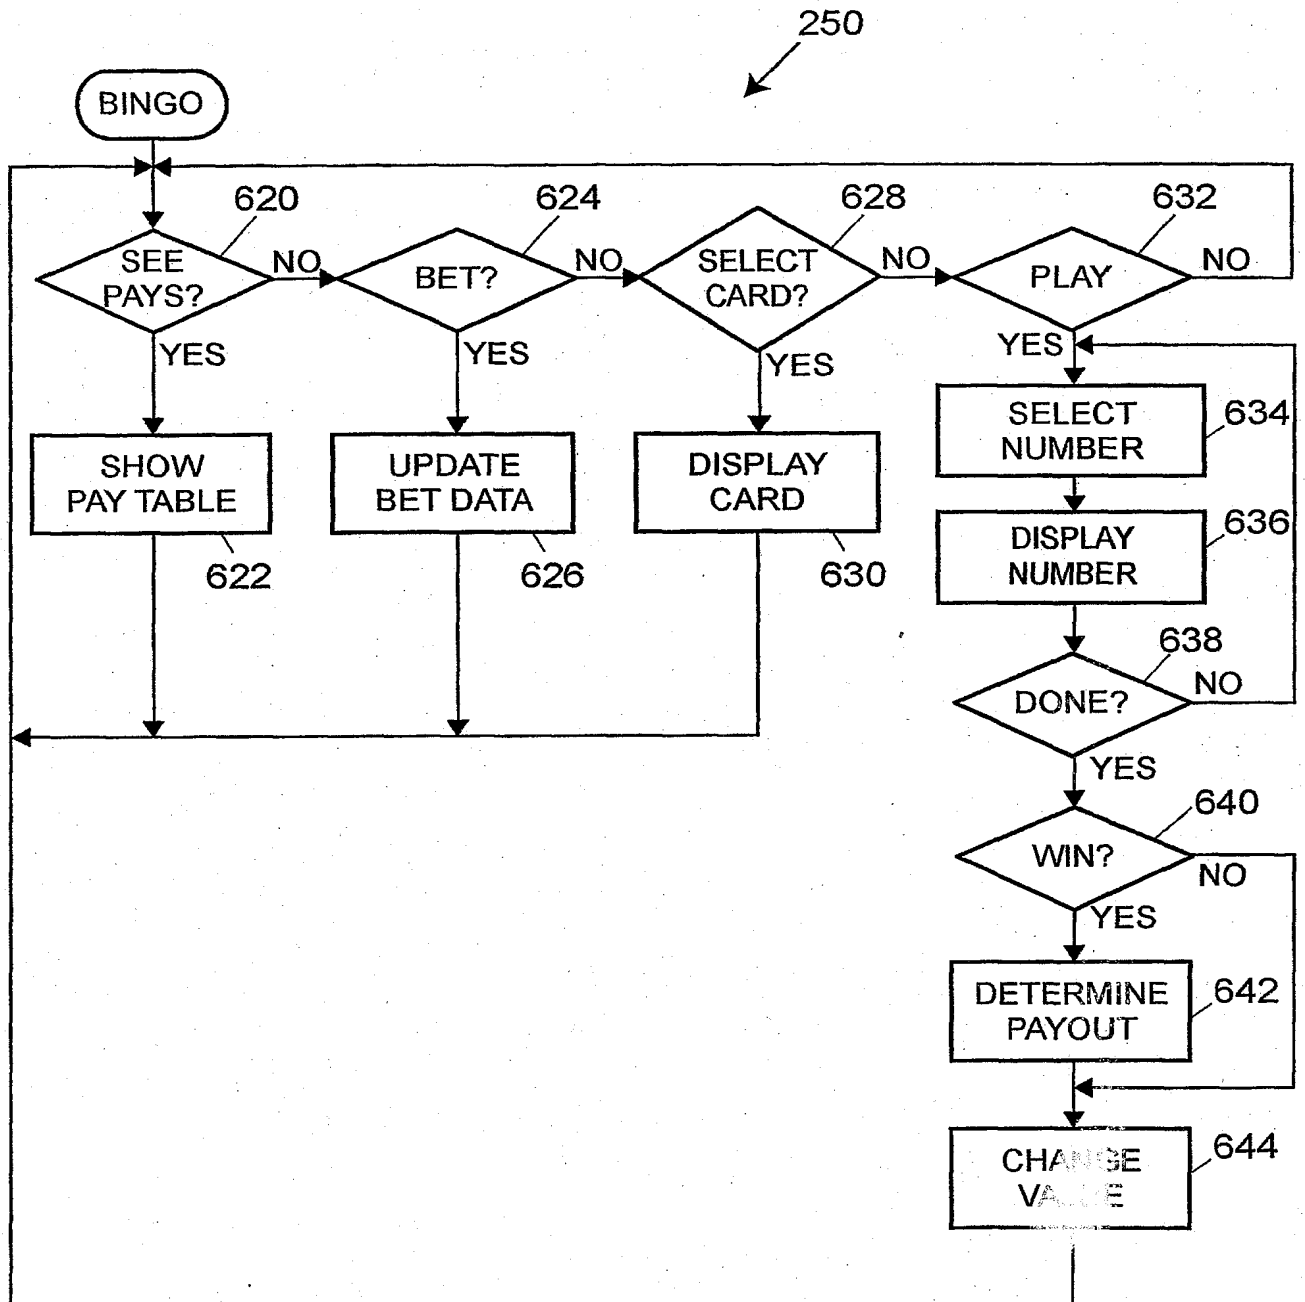 250
BINGO
620
624
628
632
SEE
PAYS?
NO
BET?
NO
SELECT
CARD?
NO
PLAY
NO
YES
YES
YES
YES
SHOW
PAY TABLE
622
UPDATE
BET DATA
626
DISPLAY
CARD
630
SELECT
NUMBER
634
DISPLAY
NUMBER
636
638
DONE?
NO
YES
640
WIN?
NO
YES
DETERMINE
PAYOUT
642
CHANGE
644